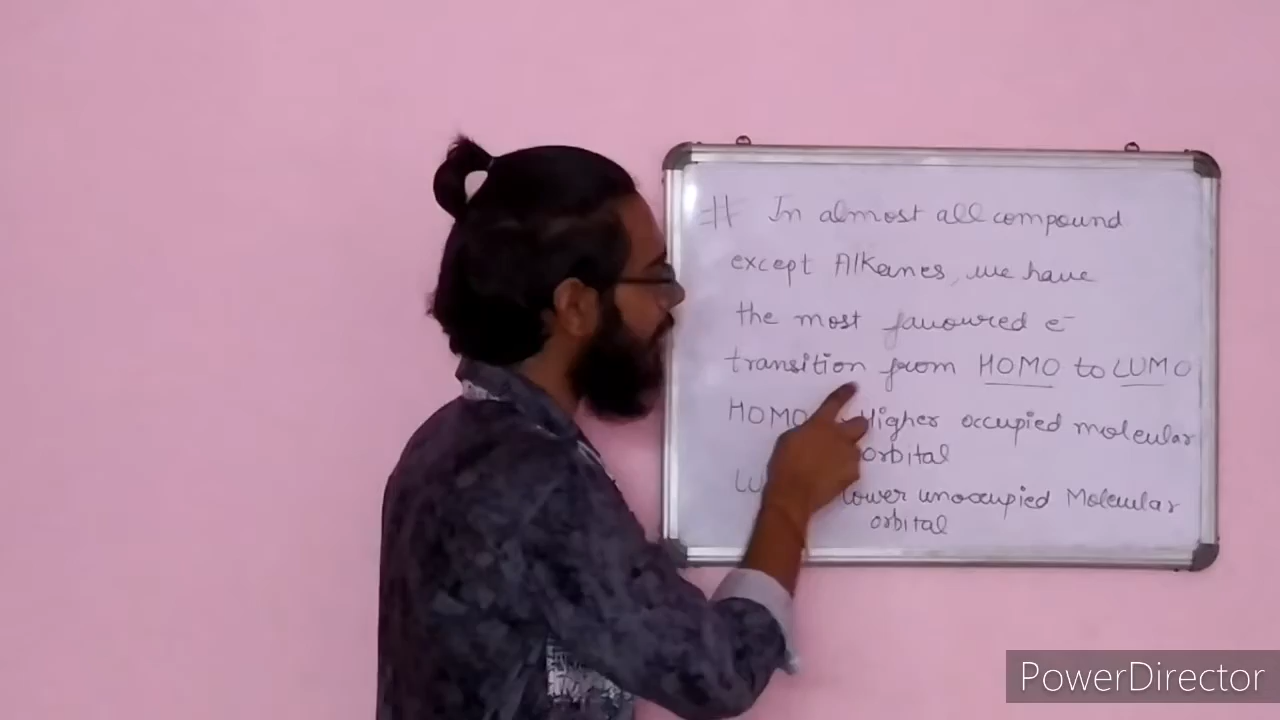 # In almost all compound
except Alkanes, we have
the most favoured e-
transition from HOMO to LUMO
HOMO Higher occupied molecular
orbital
lower unoccupied Molecular
orbital
PowerDirector